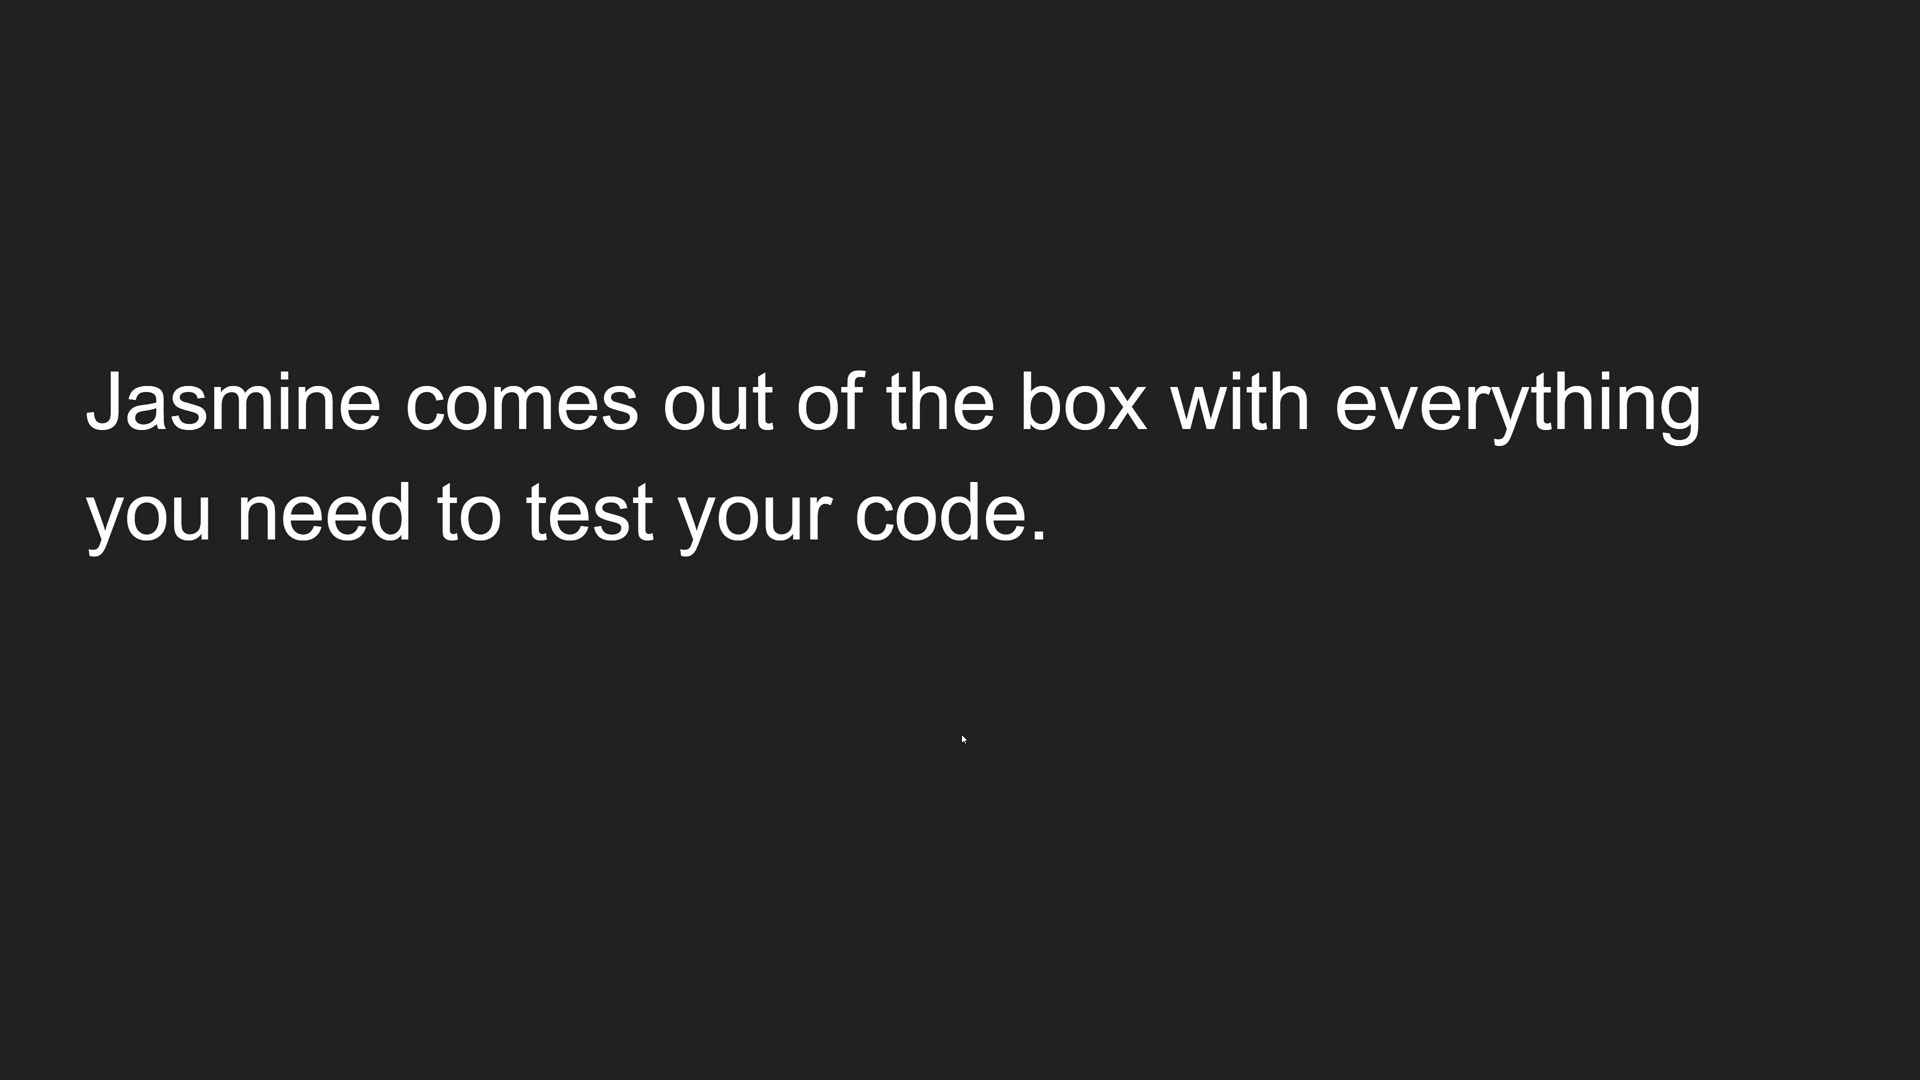 Jasmine comes out of the box with everything
you need to test your code.